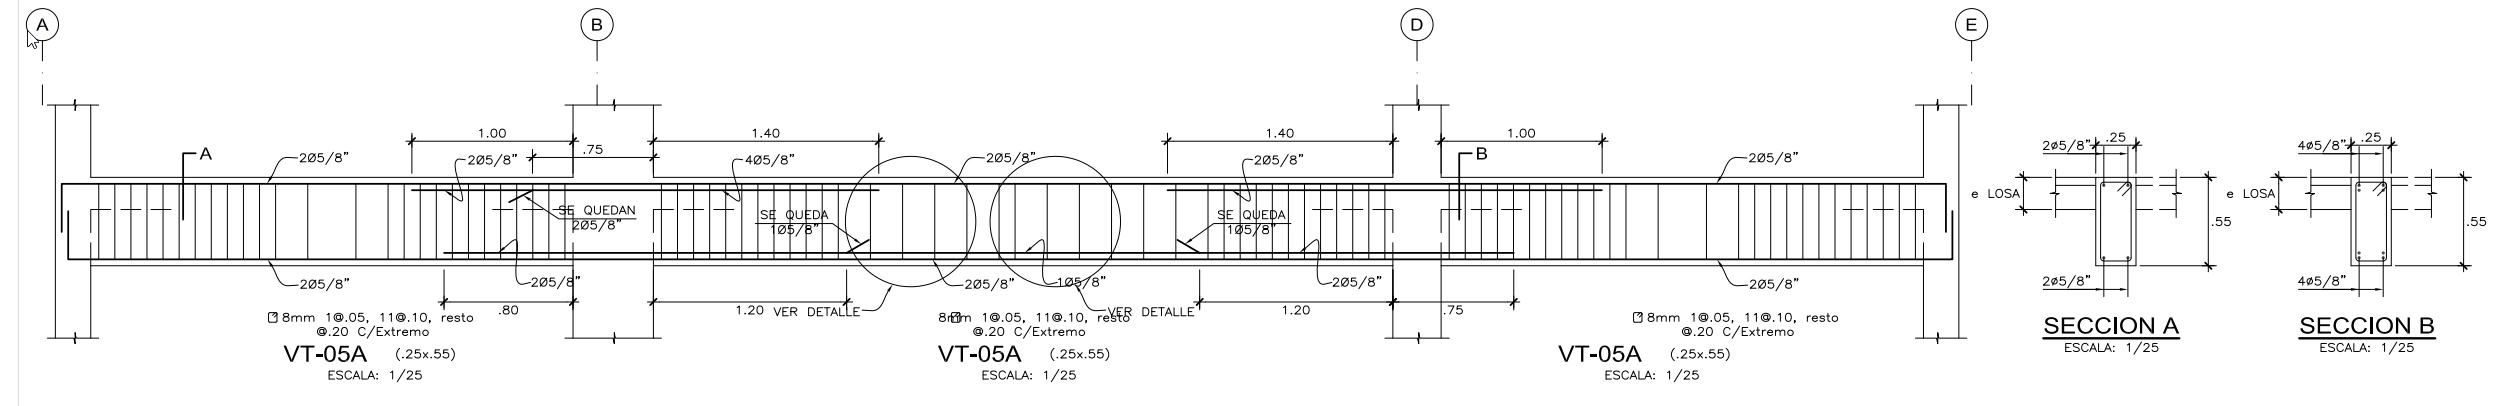 A
B
D
E
1.00
.75
1.40
1.40
1.00
A
2Ø5/8"
2Ø5/8"
4Ø5/8"
2Ø5/8"
2Ø5/8"
B
2Ø5/8"
SE QUEDAN
2Ø5/8"
SE QUEDA
1Ø5/8"
SE QUEDA
1Ø5/8"
2Ø5/8"
2Ø5/8"
2Ø5/8"
1Ø5/8"
2Ø5/8"
2Ø5/8"
.80
1.20
VER DETALLE
VER DETALLE
1.20
.75
8mm 1@.05, 11@.10, resto
@.20 C/Extremo
VT-05A (.25x.55)
ESCALA: 1/25
8mm 1@.05, 11@.10, resto
@.20 C/Extremo
VT-05A (.25x.55)
ESCALA: 1/25
8mm 1@.05, 11@.10, resto
@.20 C/Extremo
VT-05A (.25x.55)
ESCALA: 1/25
2ø5/8"
.25
e LOSA
.55
2ø5/8"
SECCION A
ESCALA: 1/25
4ø5/8"
.25
e LOSA
.55
4ø5/8"
SECCION B
ESCALA: 1/25